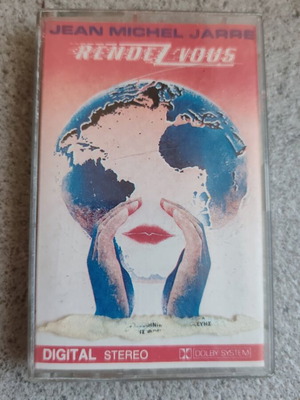 JEAN MICHEL JARRE
RENDEZ VOUS
DIGITAL STEREO
DOLBY SYSTEM